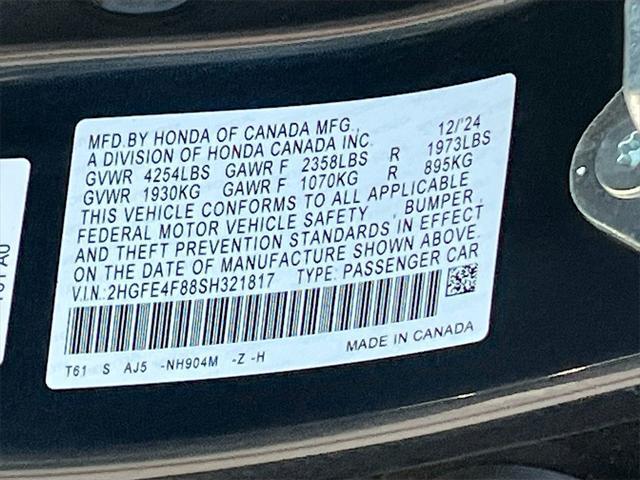 MFD. BY HONDA OF CANADA MFG., 12/'24
A DIVISION OF HONDA CANADA INC.
GVWR 4254LBS GAWR F 2358LBS R 1973LBS
GVWR 1930KG GAWR F 1070KG R 895KG
THIS VEHICLE CONFORMS TO ALL APPLICABLE
FEDERAL MOTOR VEHICLE SAFETY , BUMPER,
AND THEFT PREVENTION STANDARDS IN EFFECT
ON THE DATE OF MANUFACTURE SHOWN ABOVE.
V.I.N.: 2HGFE4F88SH321817 TYPE: PASSENGER CAR
MADE IN CANADA
T61 S AJ5 -NH904M -Z -H